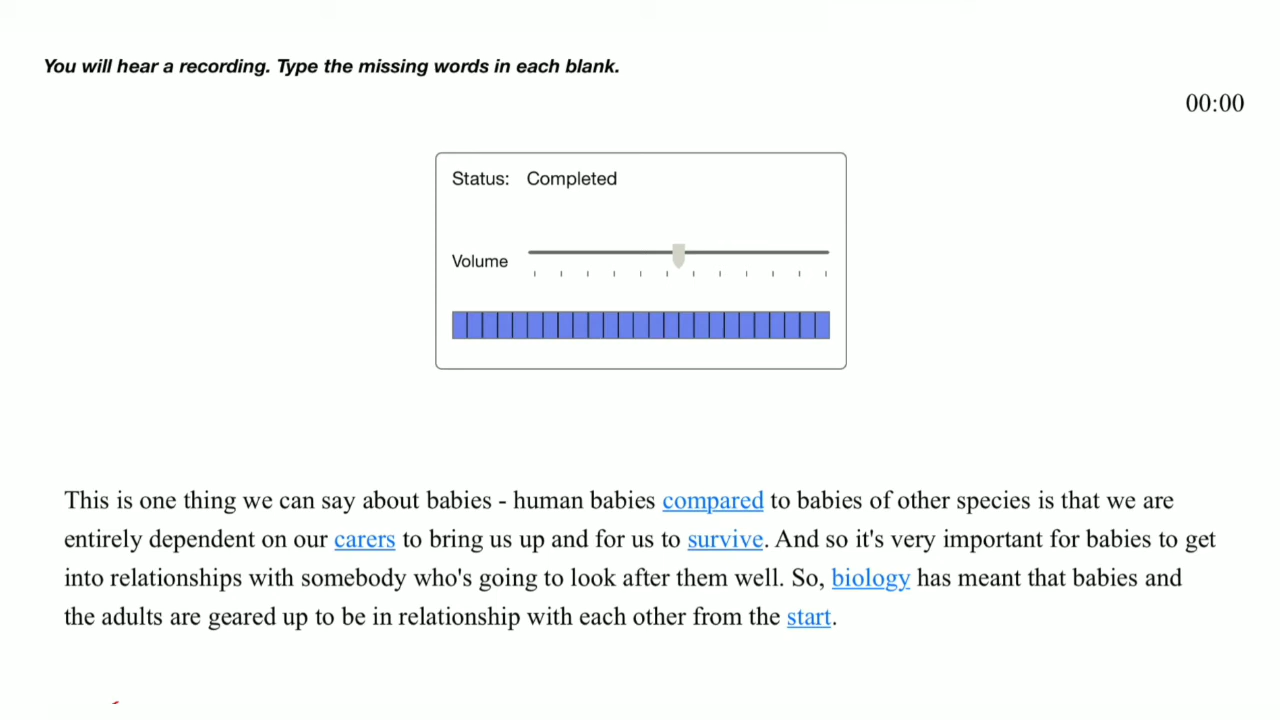 You will hear a recording. Type the missing words in each blank.
00:00
Status: Completed
Volume
This is one thing we can say about babies - human babies compared to babies of other species is that we are
entirely dependent on our carers to bring us up and for us to survive. And so it's very important for babies to get
into relationships with somebody who's going to look after them well. So, biology has meant that babies and
the adults are geared up to be in relationship with each other from the start.